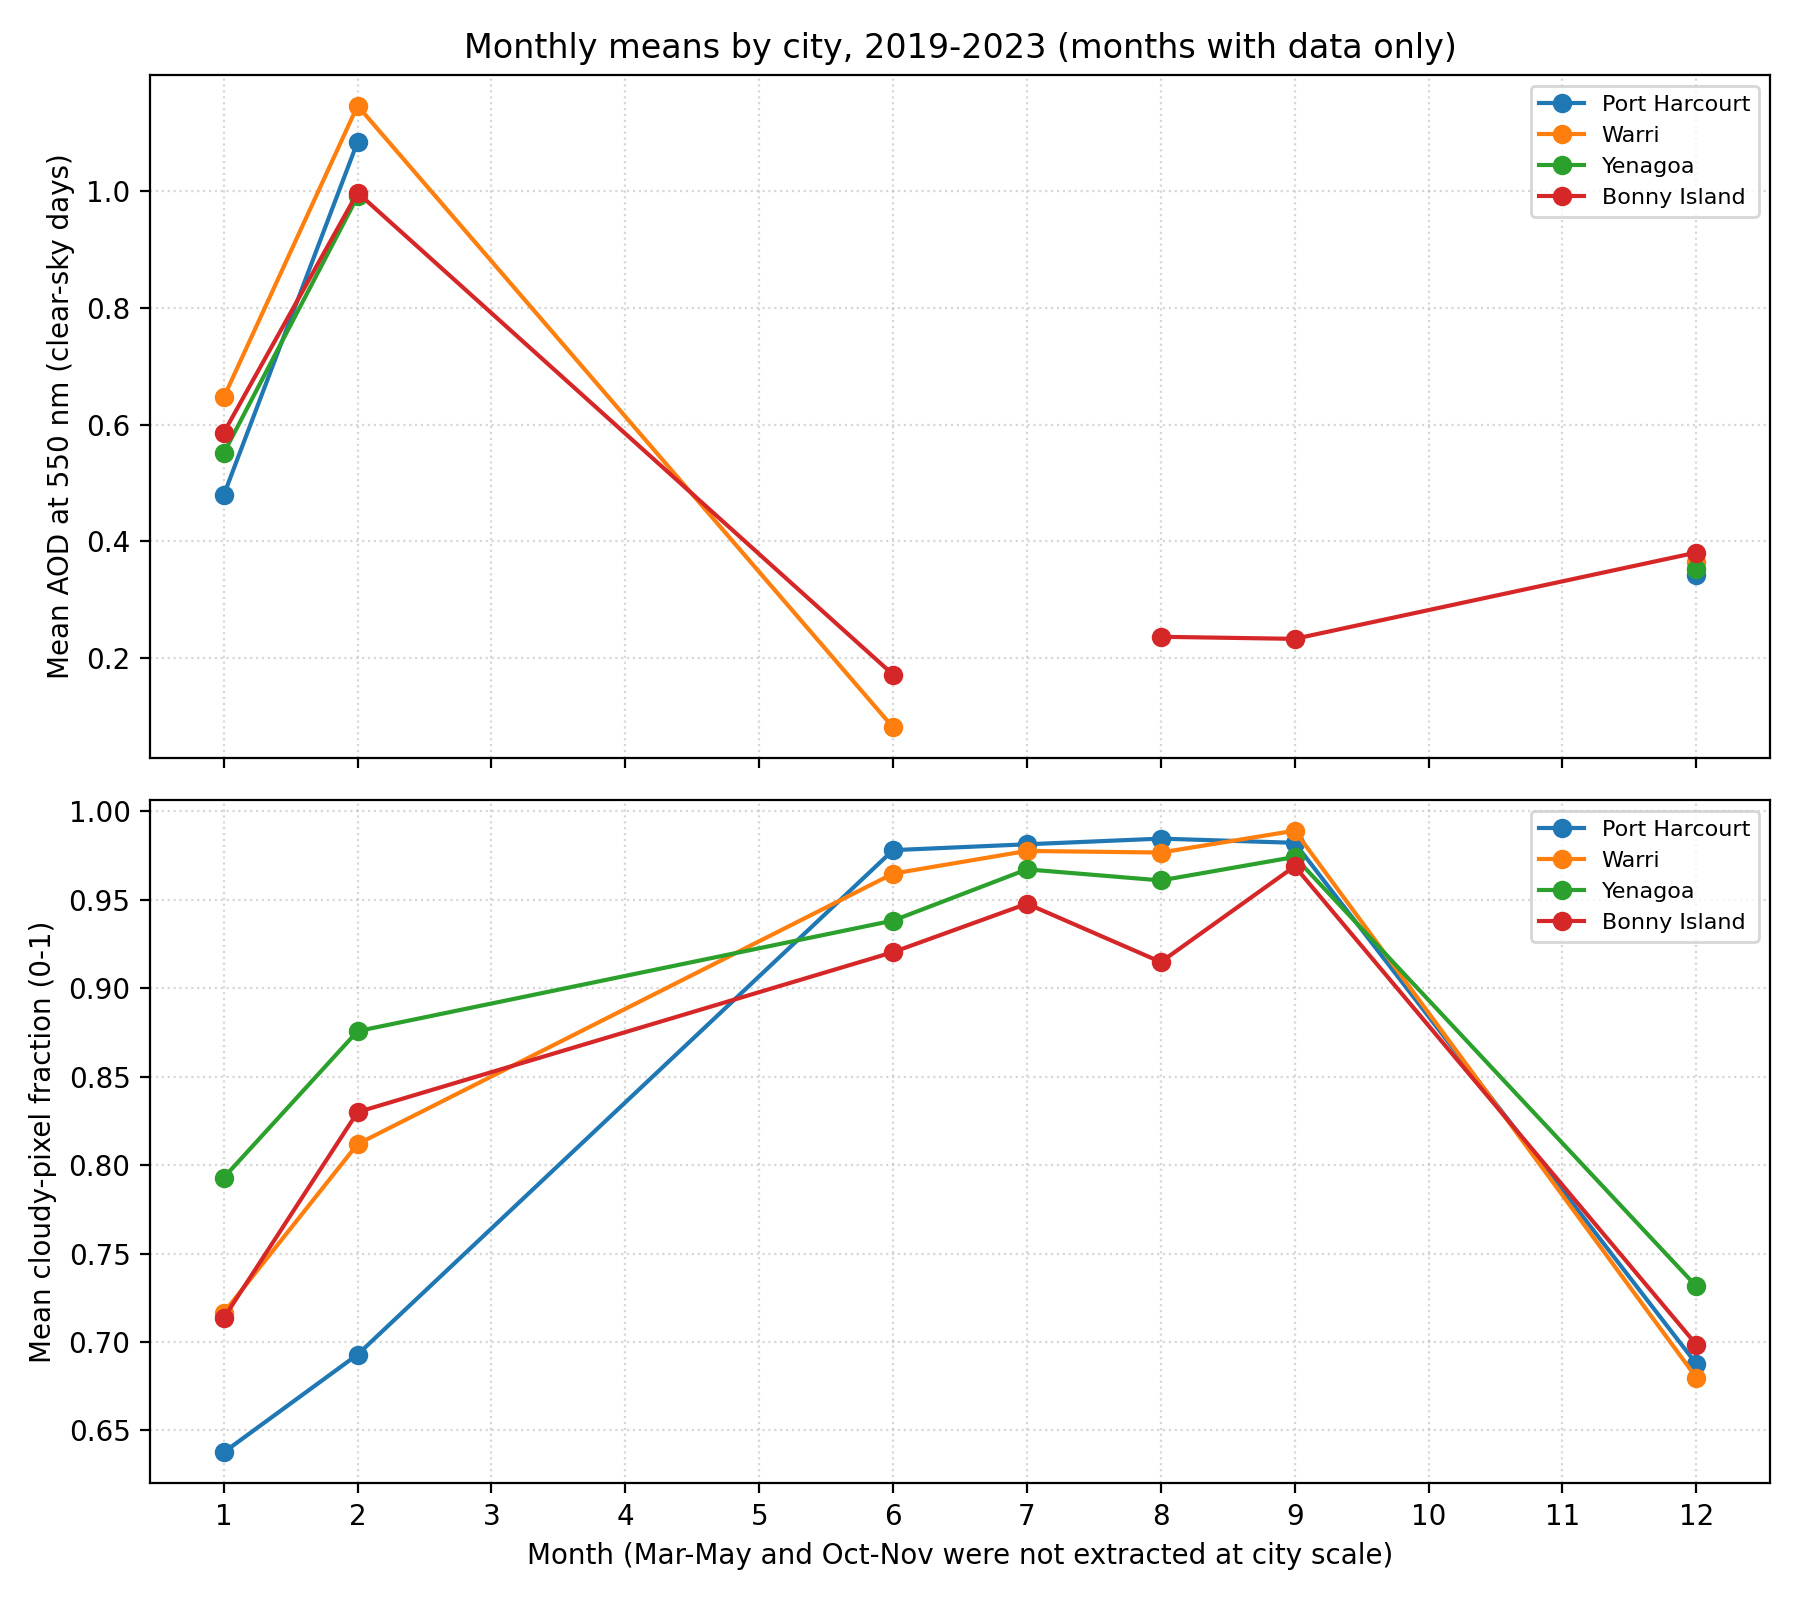 Monthly means by city, 2019-2023 (months with data only)
Mean AOD at 550 nm (clear-sky days)
1.0
0.8
0.6
0.4
0.2
Port Harcourt
Warri
Yenagoa
Bonny Island
Mean cloudy-pixel fraction (0-1)
1.00
0.95
0.90
0.85
0.80
0.75
0.70
0.65
Port Harcourt
Warri
Yenagoa
Bonny Island
1 2 3 4 5 6 7 8 9 10 11 12
Month (Mar-May and Oct-Nov were not extracted at city scale)